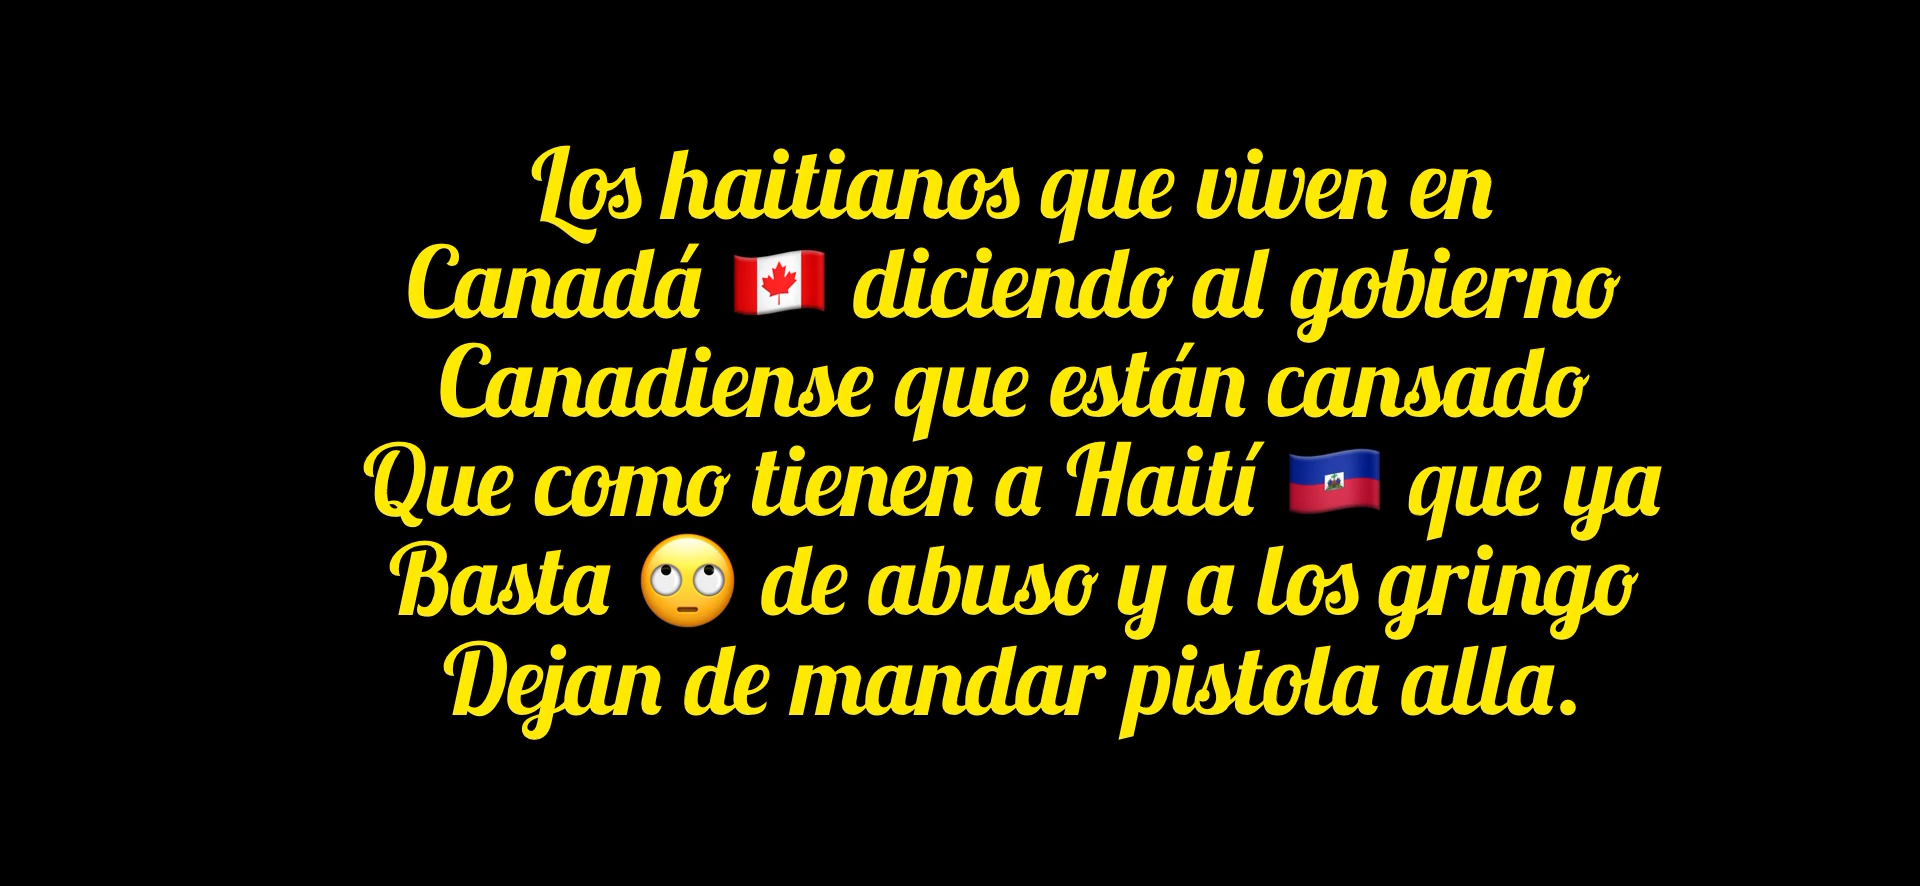 Los haitianos que viven en
Canadá 🇨🇦 diciendo al gobierno
Canadiense que están cansado
Que como tienen a Haití 🇭🇹 que ya
Basta 🙄 de abuso y a los gringo
Dejan de mandar pistola alla.